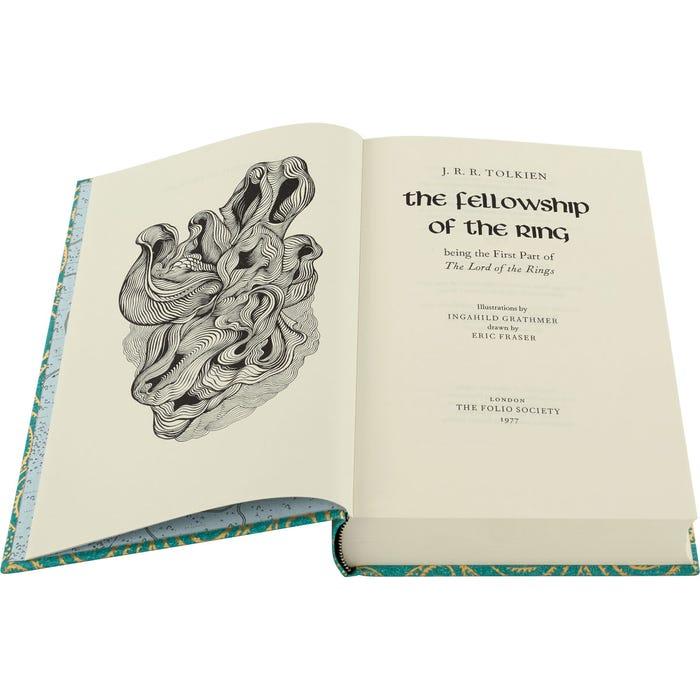 J. R. R. TOLKIEN
the fellowship
of the ring
being the First Part of
The Lord of the Rings
Illustrations by
INGAHILD GRATHMER
drawn by
ERIC FRASER
LONDON
THE FOLIO SOCIETY
1977